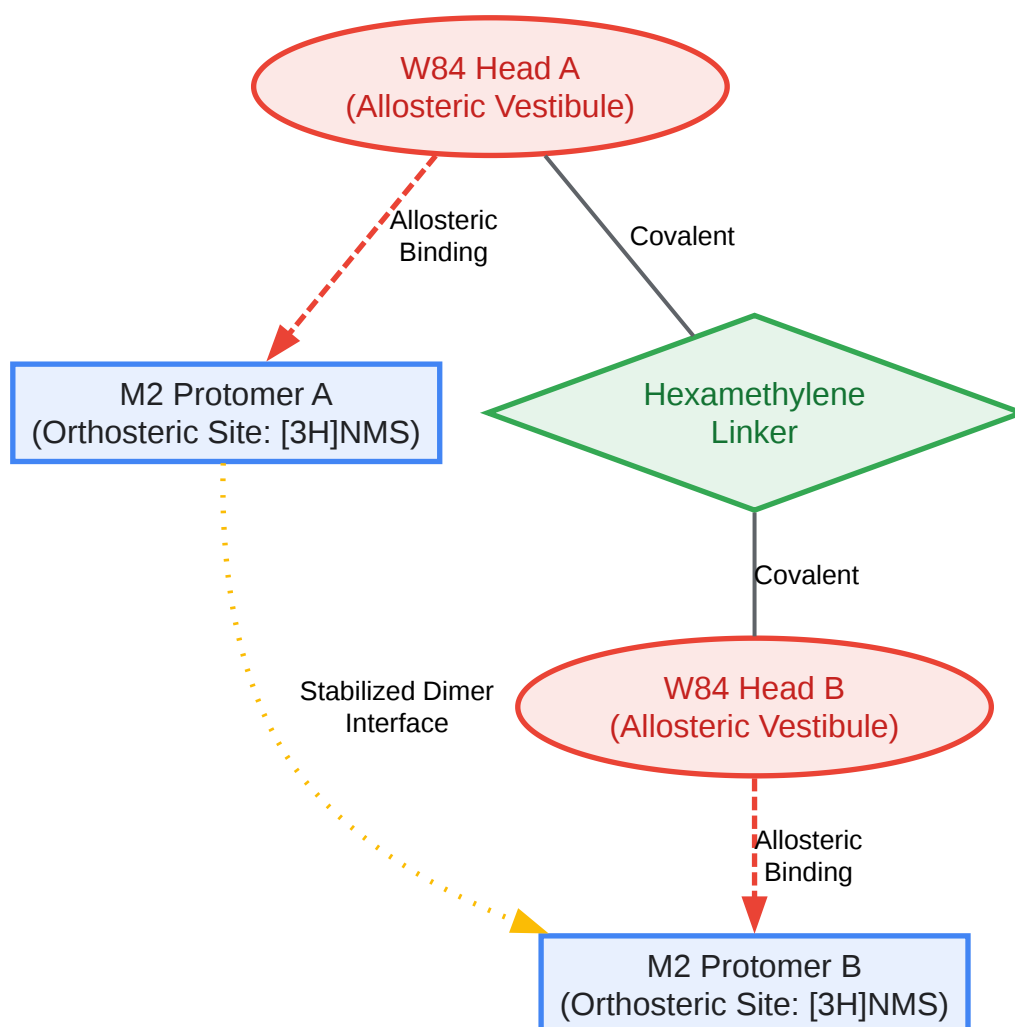 W84 Head A
(Allosteric Vestibule)
Allosteric
Binding
Covalent
M2 Protomer A
(Orthosteric Site: [3H]NMS)
Hexamethylene
Linker
Covalent
Stabilized Dimer
Interface
W84 Head B
(Allosteric Vestibule)
Allosteric
Binding
M2 Protomer B
(Orthosteric Site: [3H]NMS)